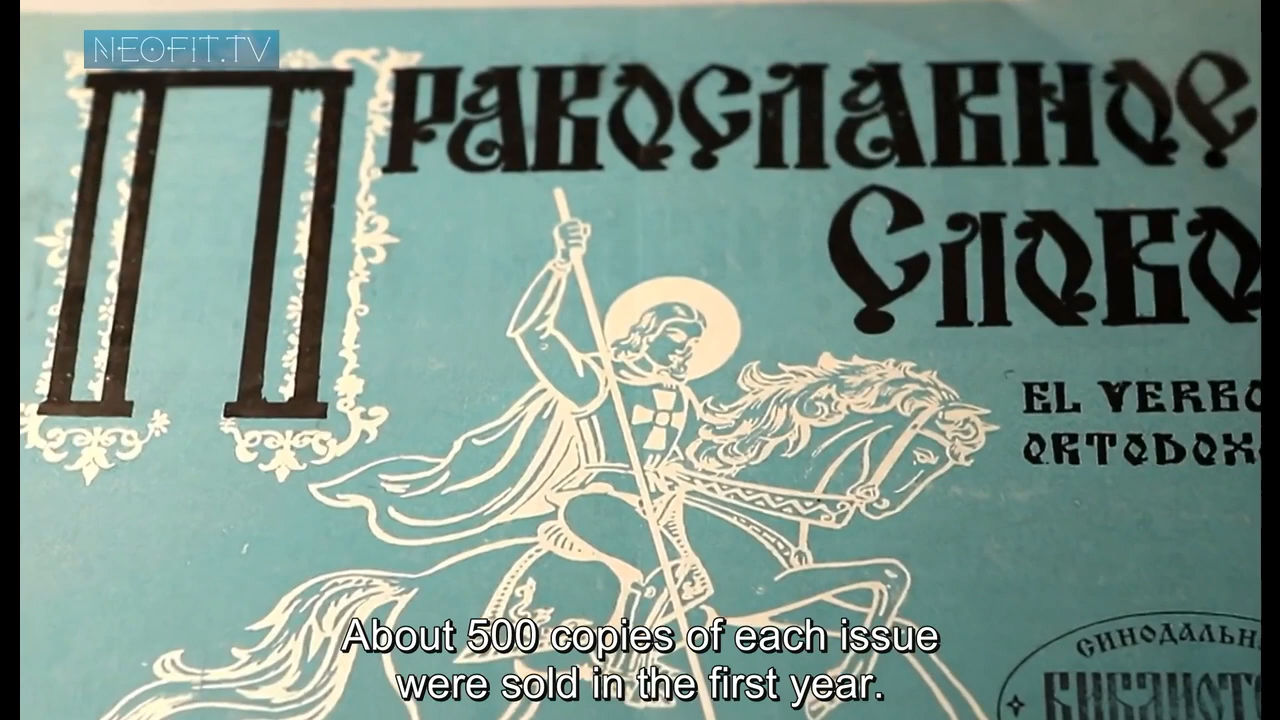 NEOFIT.TV
Православное
Слово
EL VERBO
ORTODOX
СИНОДАЛЬН
БИБЛИОТ
About 500 copies of each issue
were sold in the first year.